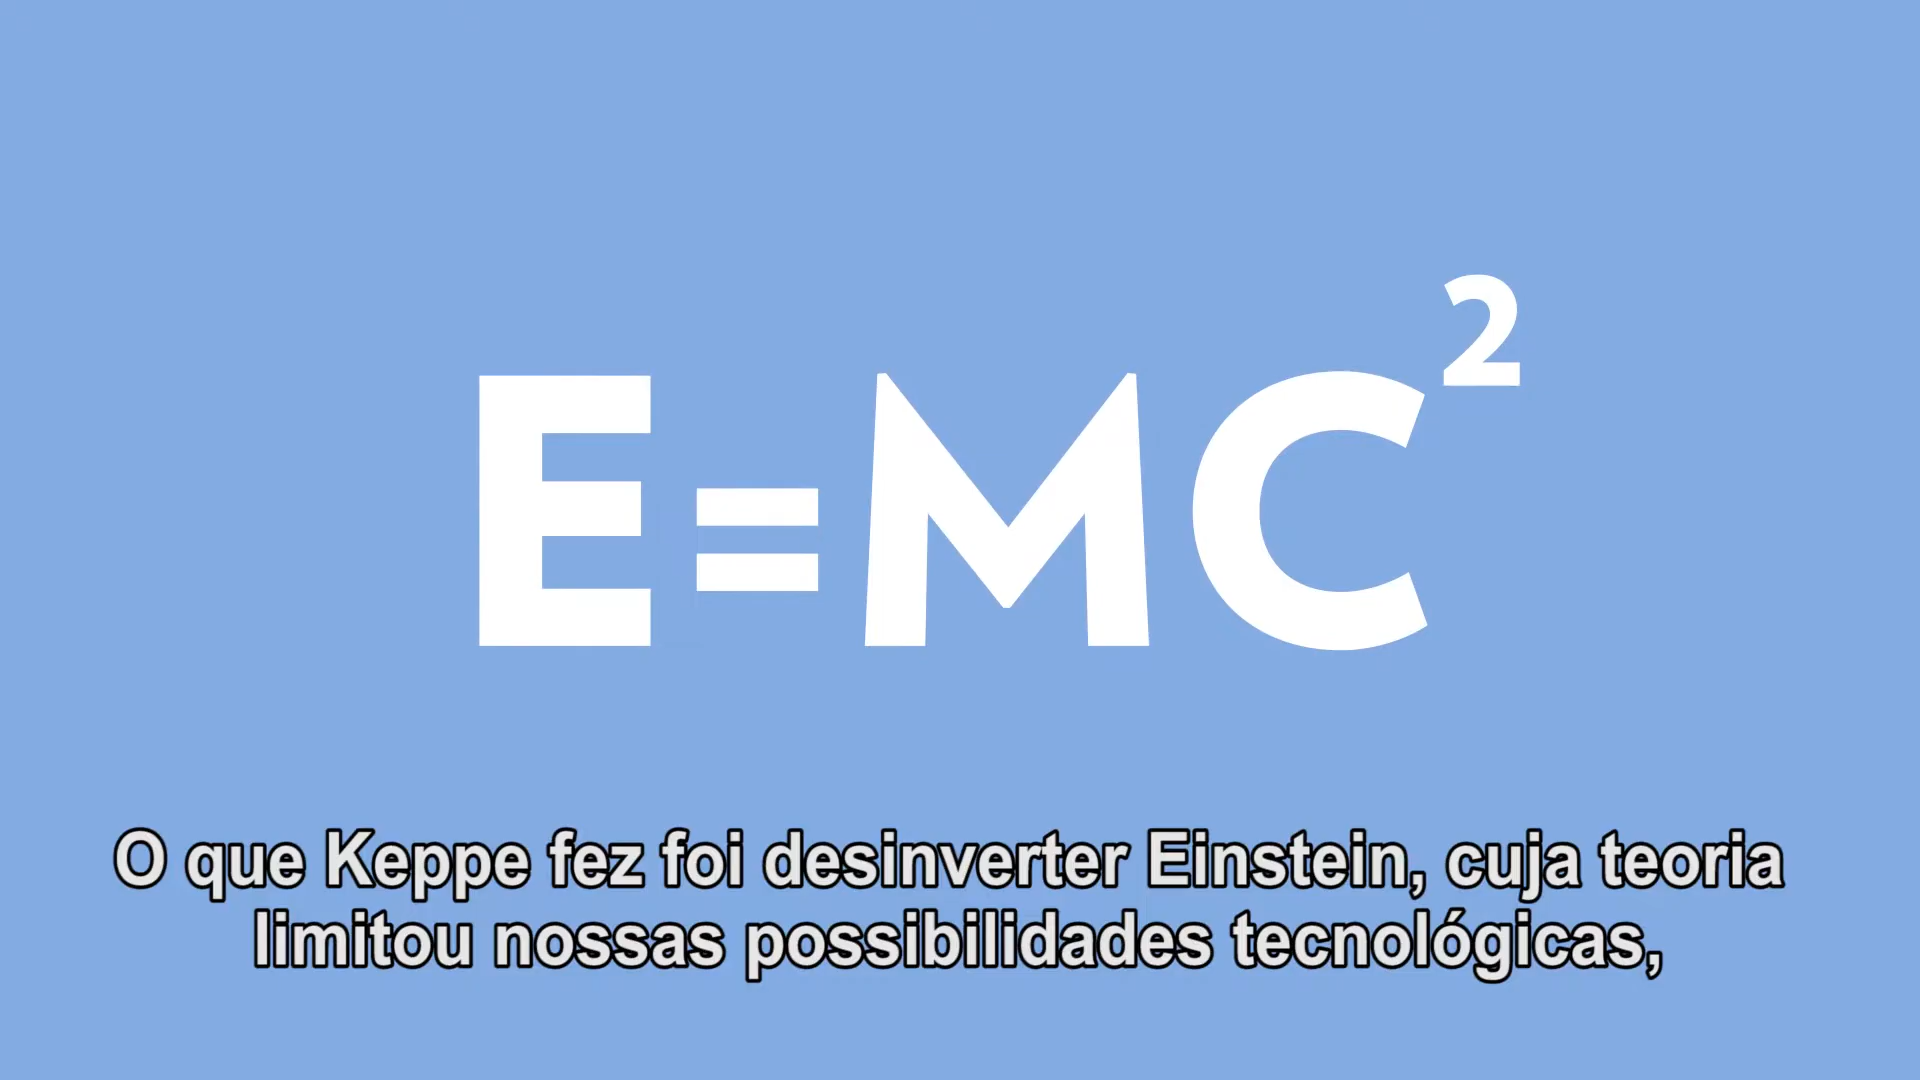 E=MC²
O que Keppe fez foi desinverter Einstein, cuja teoria
limitou nossas possibilidades tecnológicas,